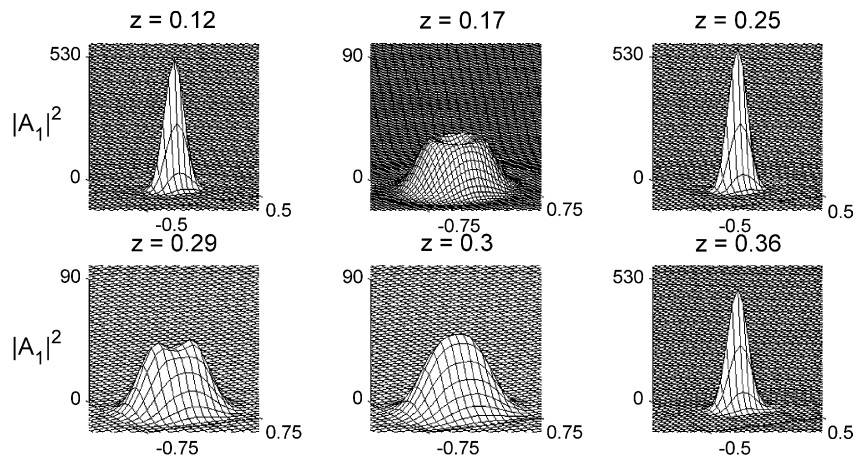 z = 0.12 z = 0.17 z = 0.25
530 90 530
|A₁|²
0 0 0
0.5 0.75 0.5
-0.5 -0.75 -0.5
z = 0.29 z = 0.3 z = 0.36
90 90 530
|A₁|²
0 0 0
0.75 0.75 0.5
-0.75 -0.75 -0.5